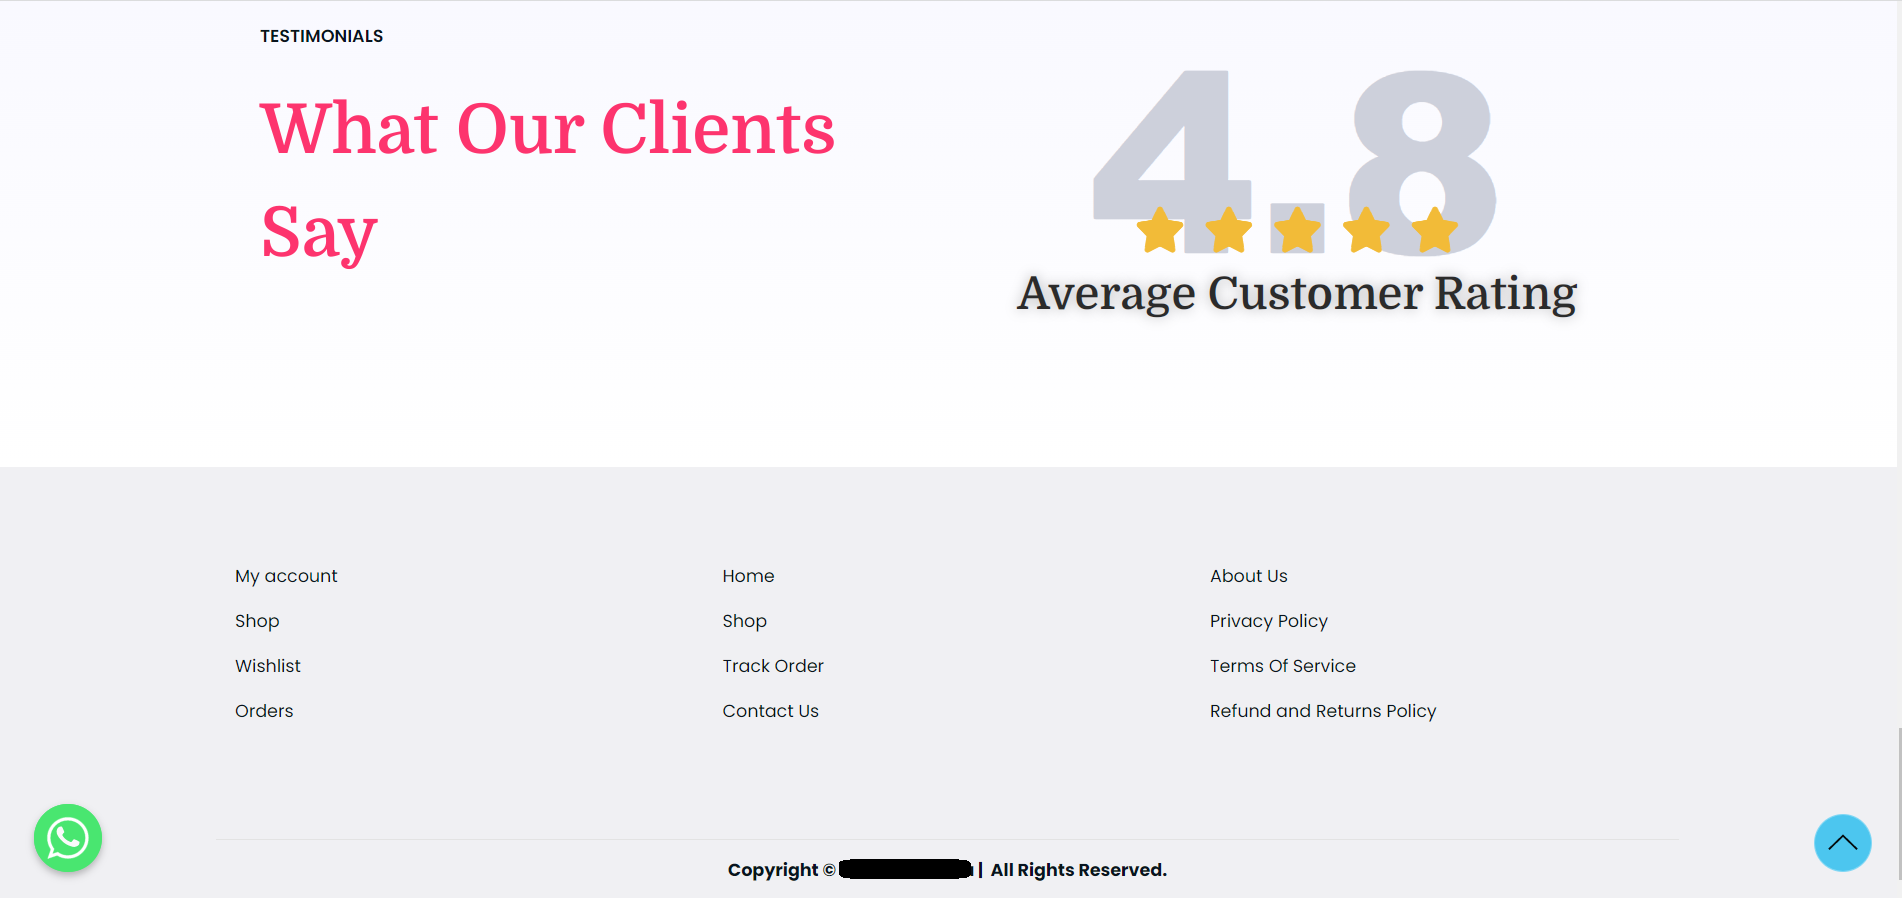 TESTIMONIALS
What Our Clients
Say
4.8
Average Customer Rating
My account
Shop
Wishlist
Orders
Home
Shop
Track Order
Contact Us
About Us
Privacy Policy
Terms Of Service
Refund and Returns Policy
Copyright © | All Rights Reserved.